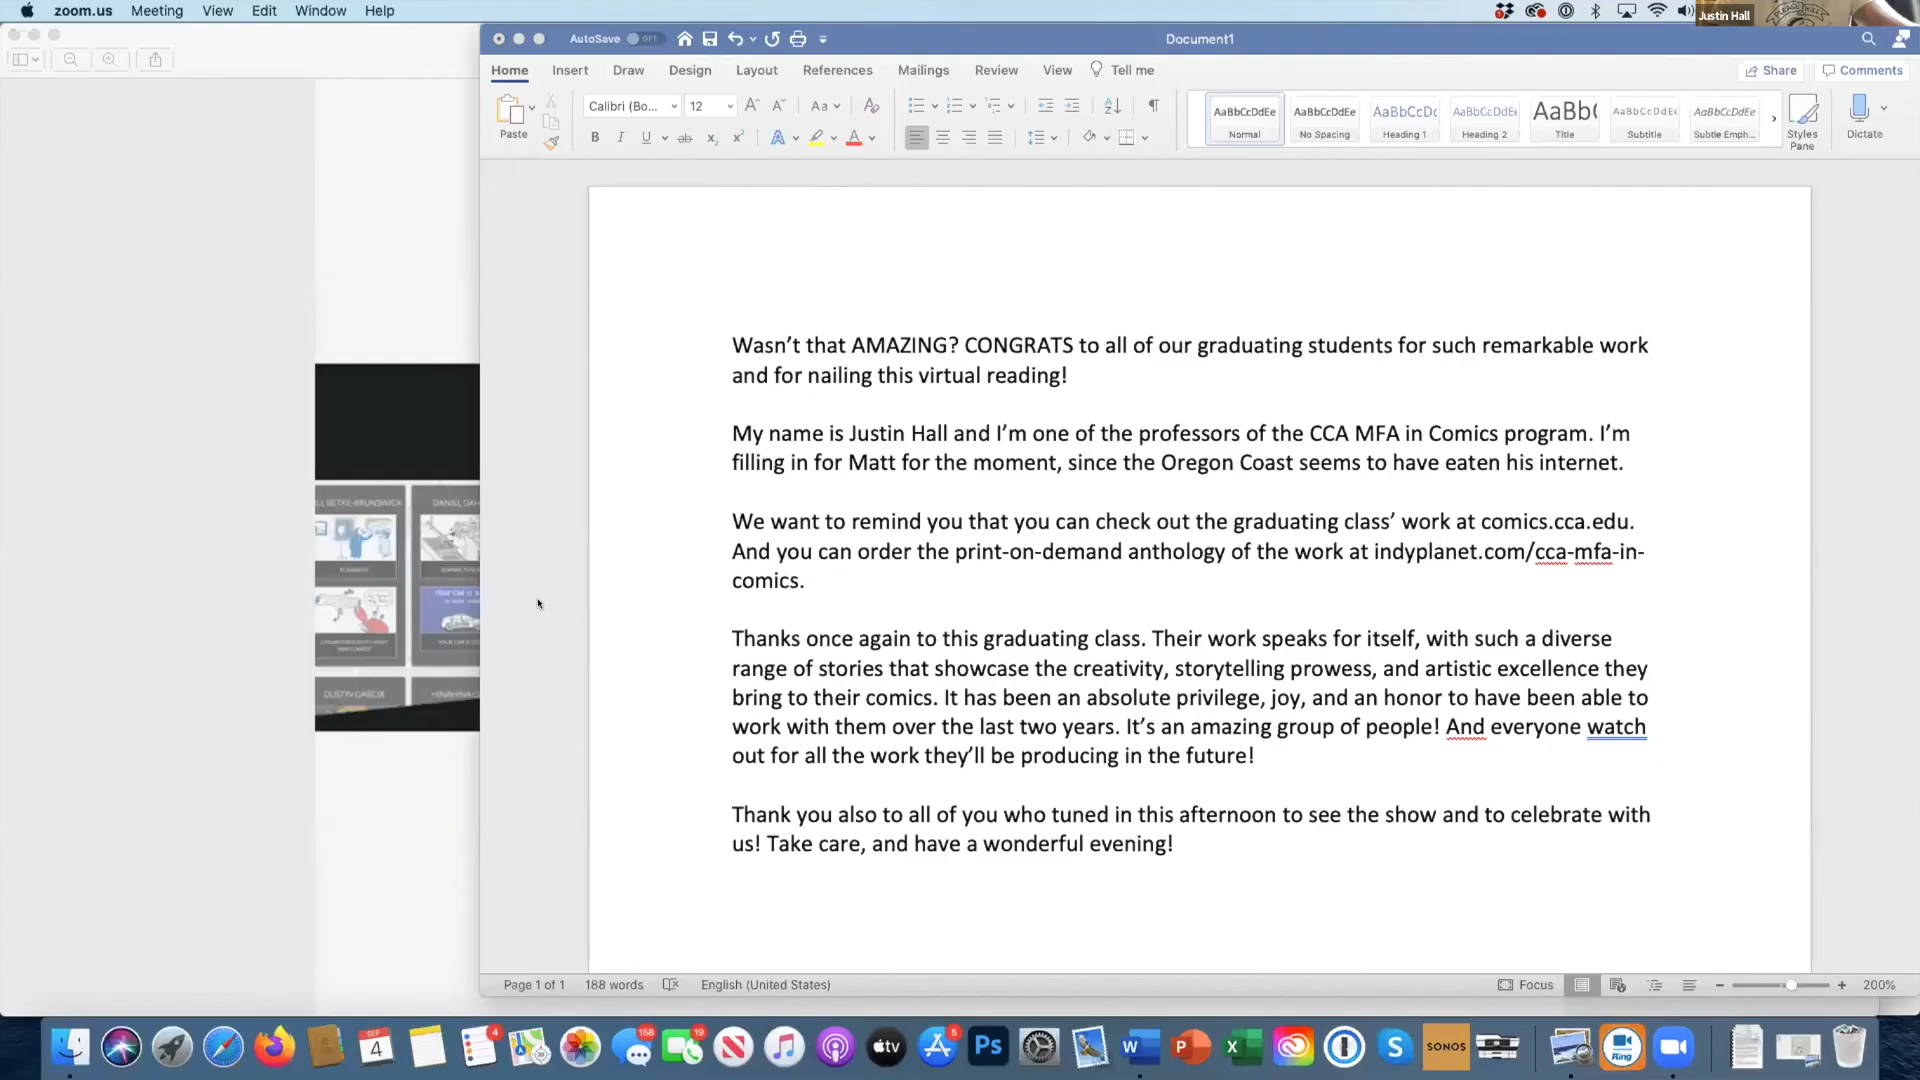 zoom.us Meeting View Edit Window Help
Justin Hall
AutoSave OFF
Document1
Home Insert Draw Design Layout References Mailings Review View Tell me
Share Comments
Paste
Calibri (Bo... 12
AaBbCcDdEe AaBbCcDdEe AaBbCcDc AaBbCcDdEe AaBb( AaBbCcDdEe AaBbCcDdEe
Normal No Spacing Heading 1 Heading 2 Title Subtitle Subtle Emph...
Styles Pane
Dictate
Wasn’t that AMAZING? CONGRATS to all of our graduating students for such remarkable work
and for nailing this virtual reading!
My name is Justin Hall and I’m one of the professors of the CCA MFA in Comics program. I’m
filling in for Matt for the moment, since the Oregon Coast seems to have eaten his internet.
We want to remind you that you can check out the graduating class’ work at comics.cca.edu.
And you can order the print-on-demand anthology of the work at indyplanet.com/cca-mfa-in-
comics.
Thanks once again to this graduating class. Their work speaks for itself, with such a diverse
range of stories that showcase the creativity, storytelling prowess, and artistic excellence they
bring to their comics. It has been an absolute privilege, joy, and an honor to have been able to
work with them over the last two years. It’s an amazing group of people! And everyone watch
out for all the work they’ll be producing in the future!
Thank you also to all of you who tuned in this afternoon to see the show and to celebrate with
us! Take care, and have a wonderful evening!
DUSTIN GARCIA
Page 1 of 1 188 words English (United States)
Focus 200%
SEP 4
4
168
19
tv
5
Ps
W
P
X
S
SONOS
Ring